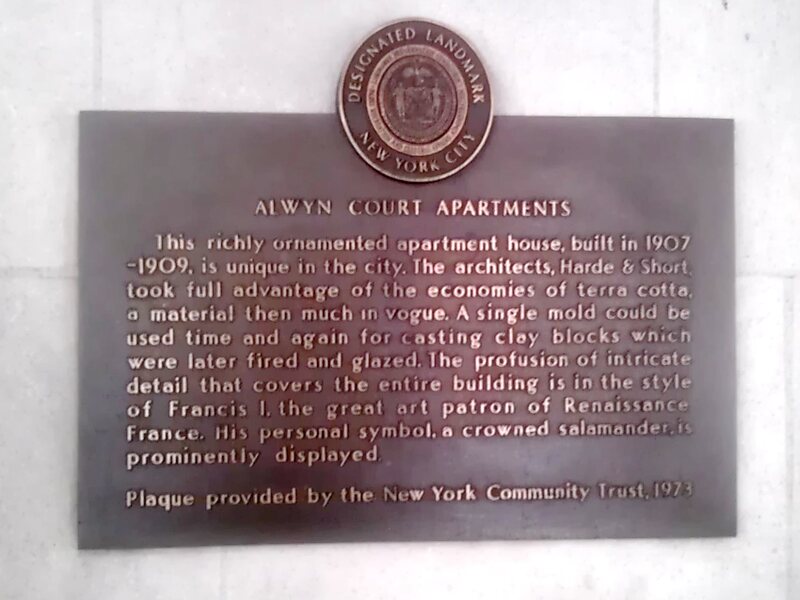 DESIGNATED LANDMARK
NEW YORK CITY
ALWYN COURT APARTMENTS
This richly ornamented apartment house, built in 1907
-1909, is unique in the city. The architects, Harde & Short,
took full advantage of the economies of terra cotta,
a material then much in vogue. A single mold could be
used time and again for casting clay blocks which
were later fired and glazed. The profusion of intricate
detail that covers the entire building is in the style
of Francis I, the great art patron of Renaissance
France. His personal symbol, a crowned salamander, is
prominently displayed.
Plaque provided by the New York Community Trust, 1973